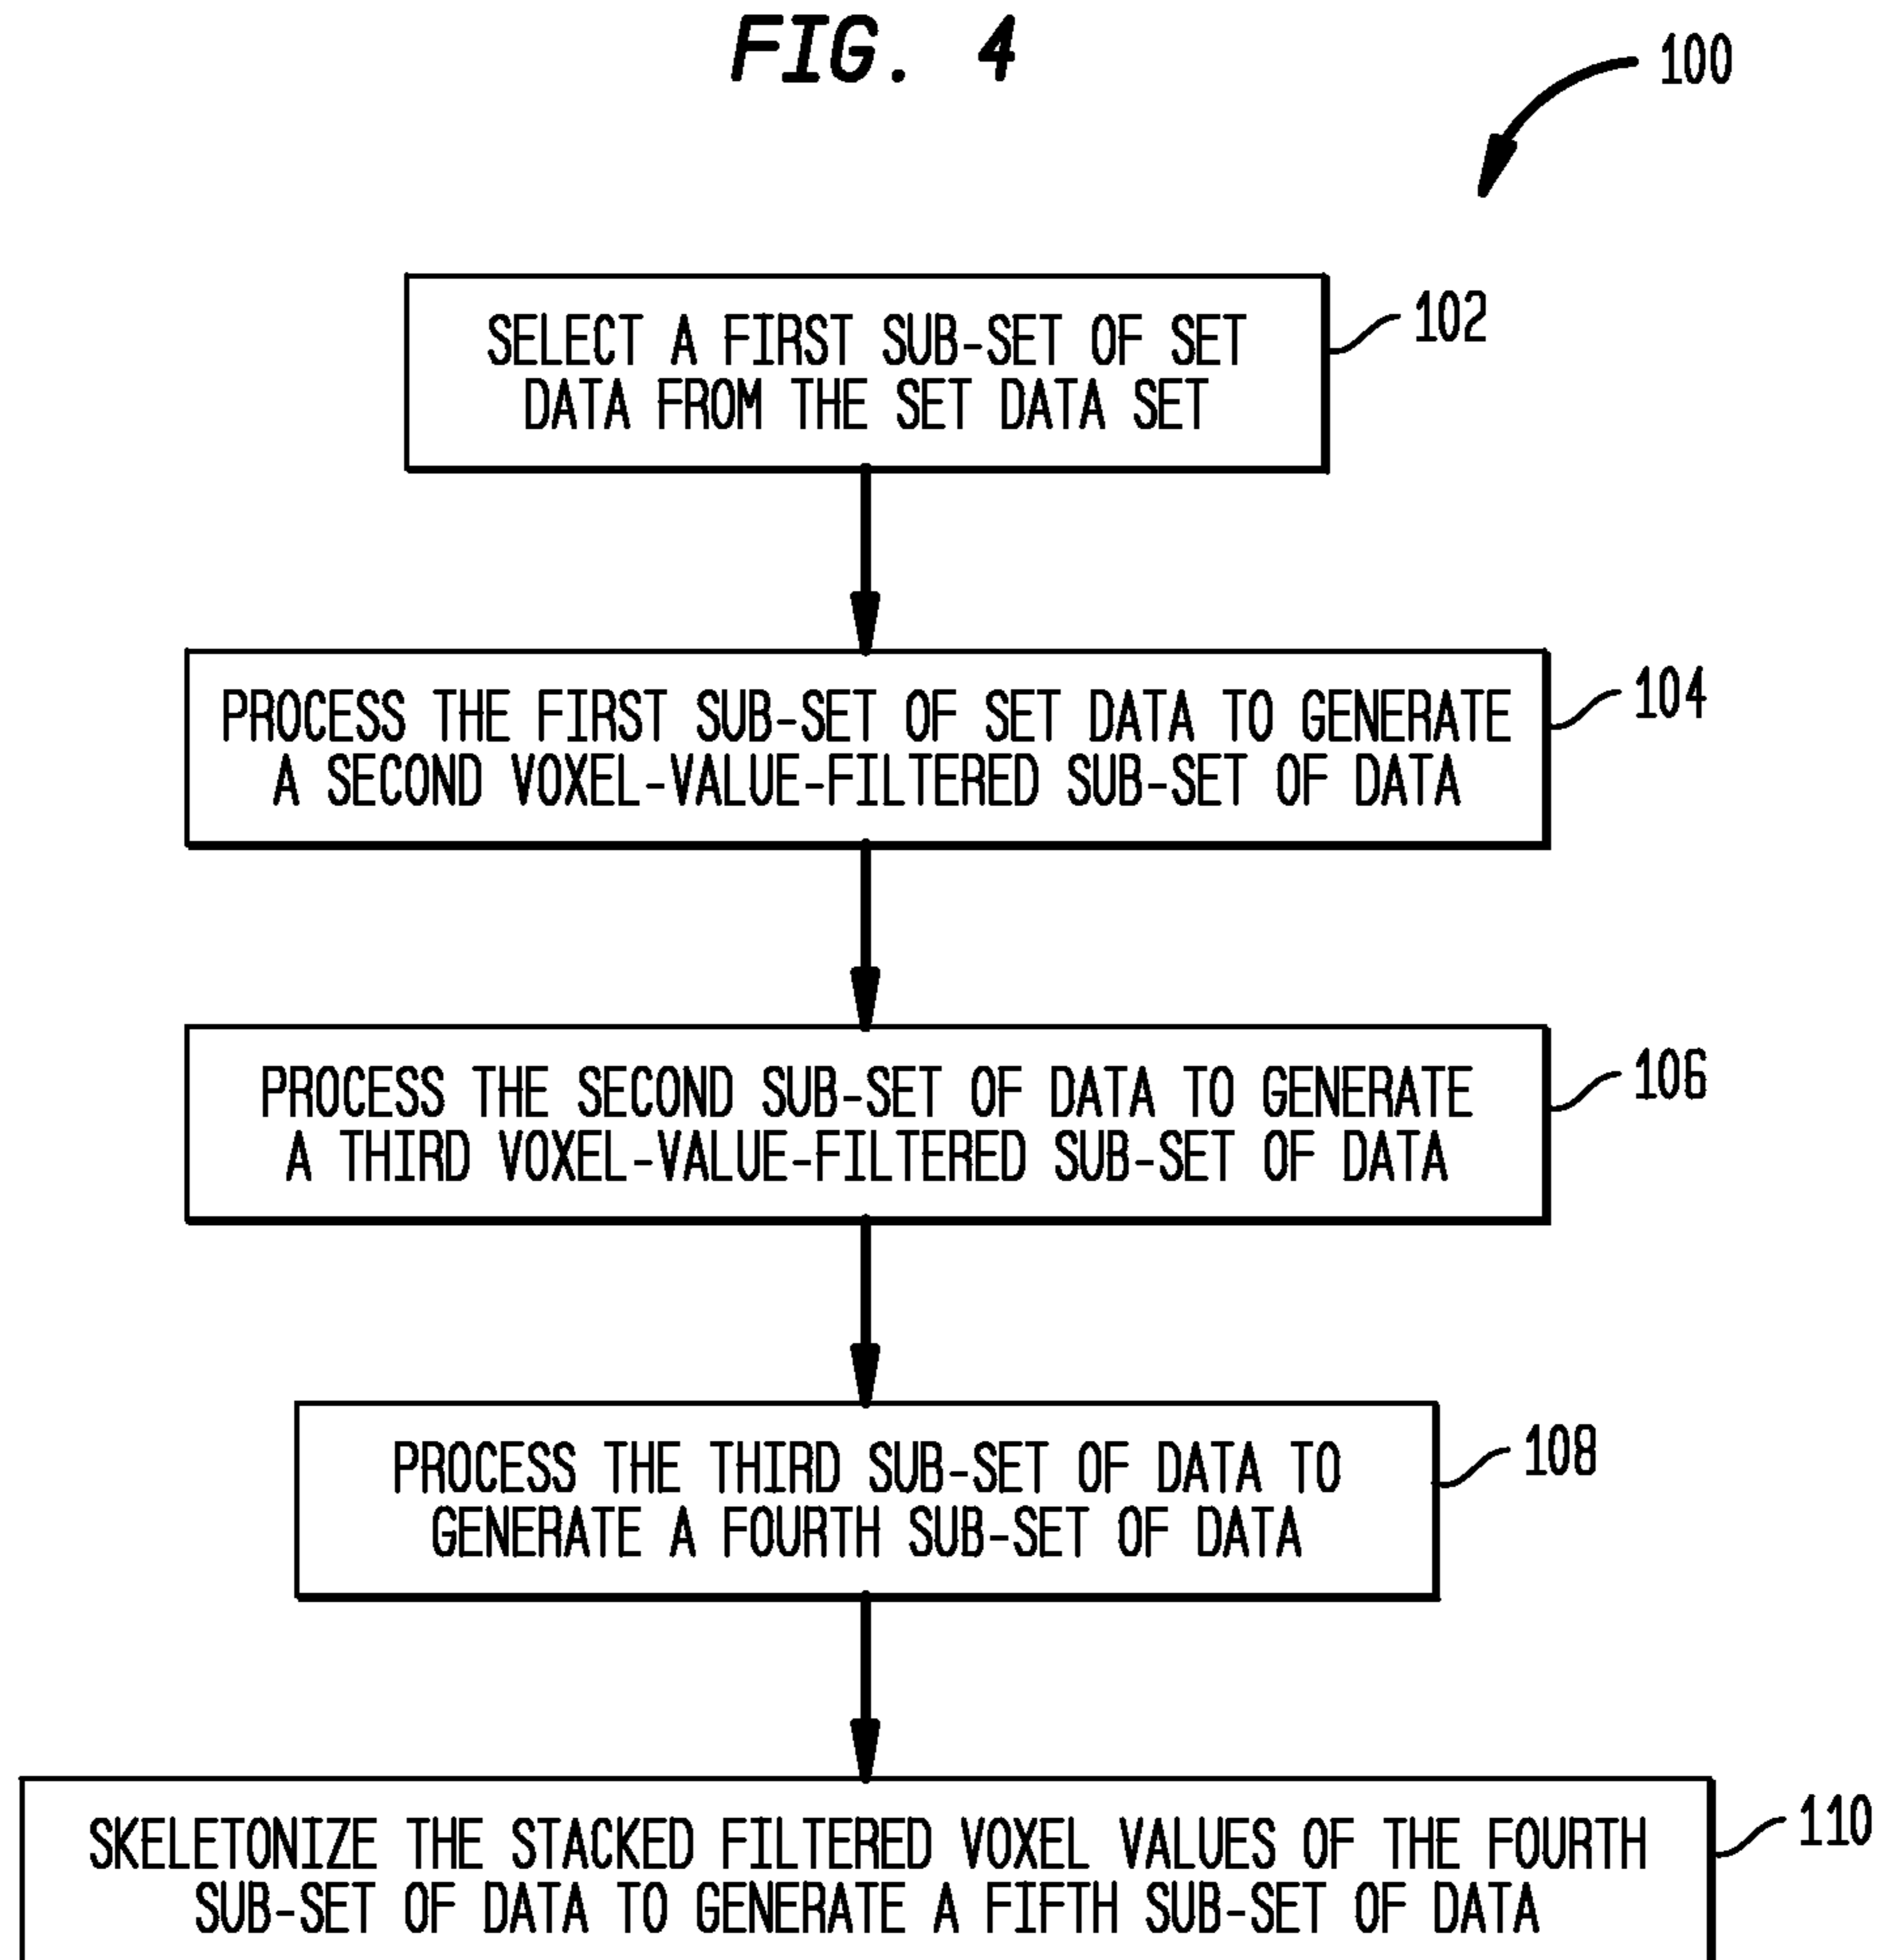 FIG. 4
100
SELECT A FIRST SUB-SET OF SET
DATA FROM THE SET DATA SET
102
PROCESS THE FIRST SUB-SET OF SET DATA TO GENERATE
A SECOND VOXEL-VALUE-FILTERED SUB-SET OF DATA
104
PROCESS THE SECOND SUB-SET OF DATA TO GENERATE
A THIRD VOXEL-VALUE-FILTERED SUB-SET OF DATA
106
PROCESS THE THIRD SUB-SET OF DATA TO
GENERATE A FOURTH SUB-SET OF DATA
108
SKELETONIZE THE STACKED FILTERED VOXEL VALUES OF THE FOURTH
SUB-SET OF DATA TO GENERATE A FIFTH SUB-SET OF DATA
110